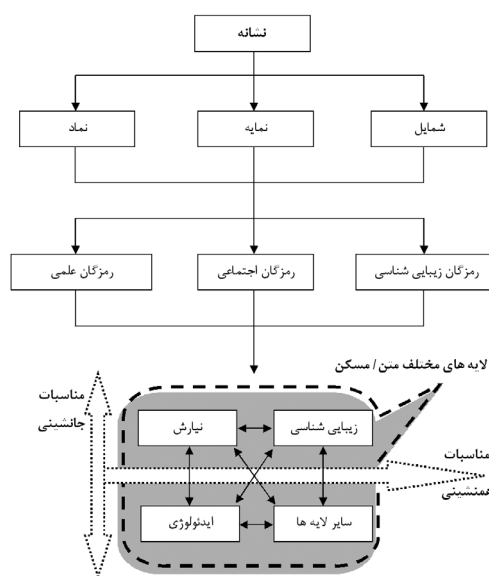 نشانه
شمایل
نمایه
نماد
رمزگان زیبایی شناسی
رمزگان اجتماعی
رمزگان علمی
لایه های مختلف متن / مسکن
مناسبات
جانشینی
زیبایی شناسی
نیارش
مناسبات
همنشینی
سایر لایه ها
ایدئولوژی